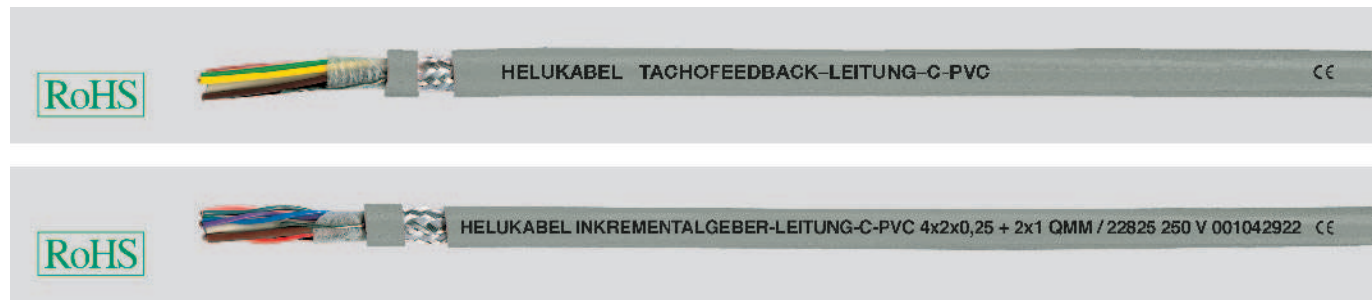 RoHS
HELUKABEL TACHOFEEDBACK–LEITUNG–C-PVC CE
RoHS
HELUKABEL INKREMENTALGEBER-LEITUNG-C-PVC 4x2x0,25 + 2x1 QMM / 22825 250 V 001042922 CE